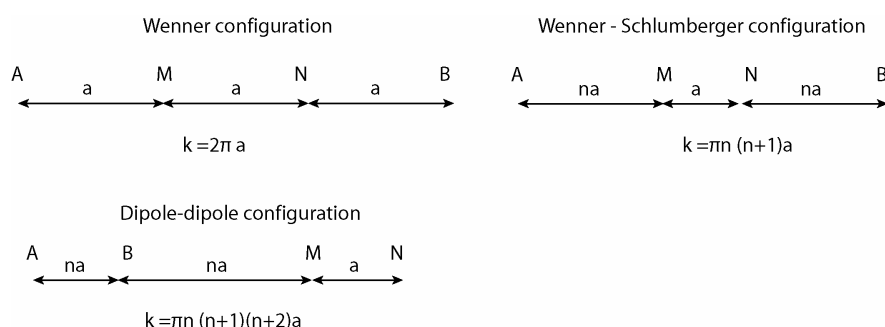 Wenner configuration
A M N B
a a a
k =2π a
Wenner - Schlumberger configuration
A M N B
na a na
k =πn (n+1)a
Dipole-dipole configuration
A B M N
na na a
k =πn (n+1)(n+2)a